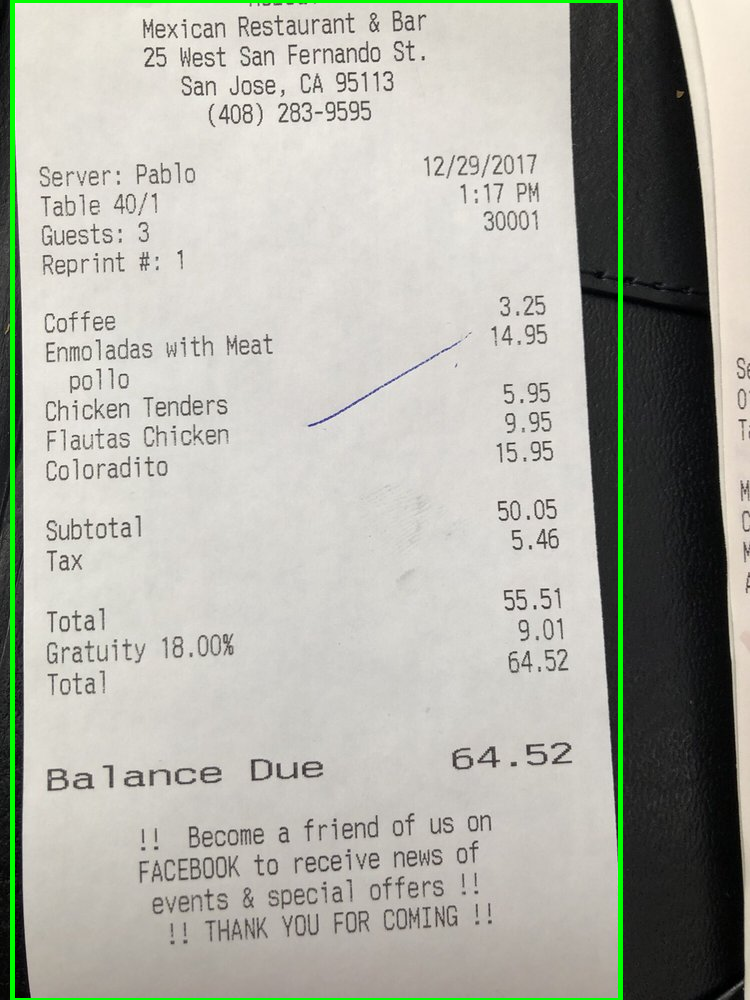 Mexican Restaurant & Bar
25 West San Fernando St.
San Jose, CA 95113
(408) 283-9595
Server: Pablo 12/29/2017
Table 40/1 1:17 PM
Guests: 3 30001
Reprint #: 1
Coffee 3.25
Enmoladas with Meat 14.95
pollo
Chicken Tenders 5.95
Flautas Chicken 9.95
Coloradito 15.95
Subtotal 50.05
Tax 5.46
Total 55.51
Gratuity 18.00% 9.01
Total 64.52
Balance Due 64.52
!! Become a friend of us on
FACEBOOK to receive news of
events & special offers !!
!! THANK YOU FOR COMING !!